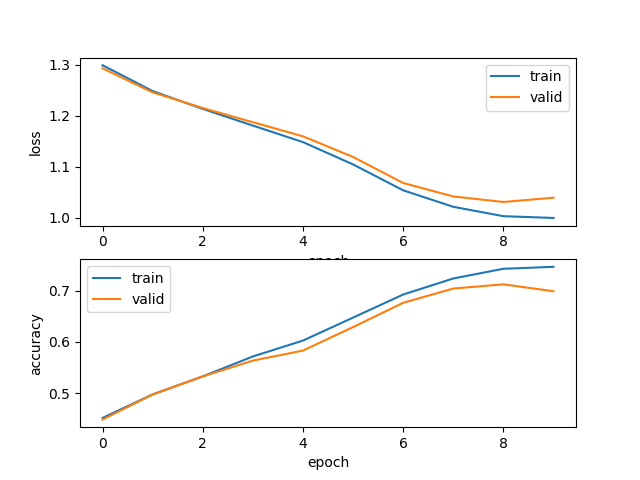 1.3
1.2
1.1
1.0
loss
train
valid
0 2 4 6 8
epoch
0.7
0.6
0.5
accuracy
train
valid
0 2 4 6 8
epoch